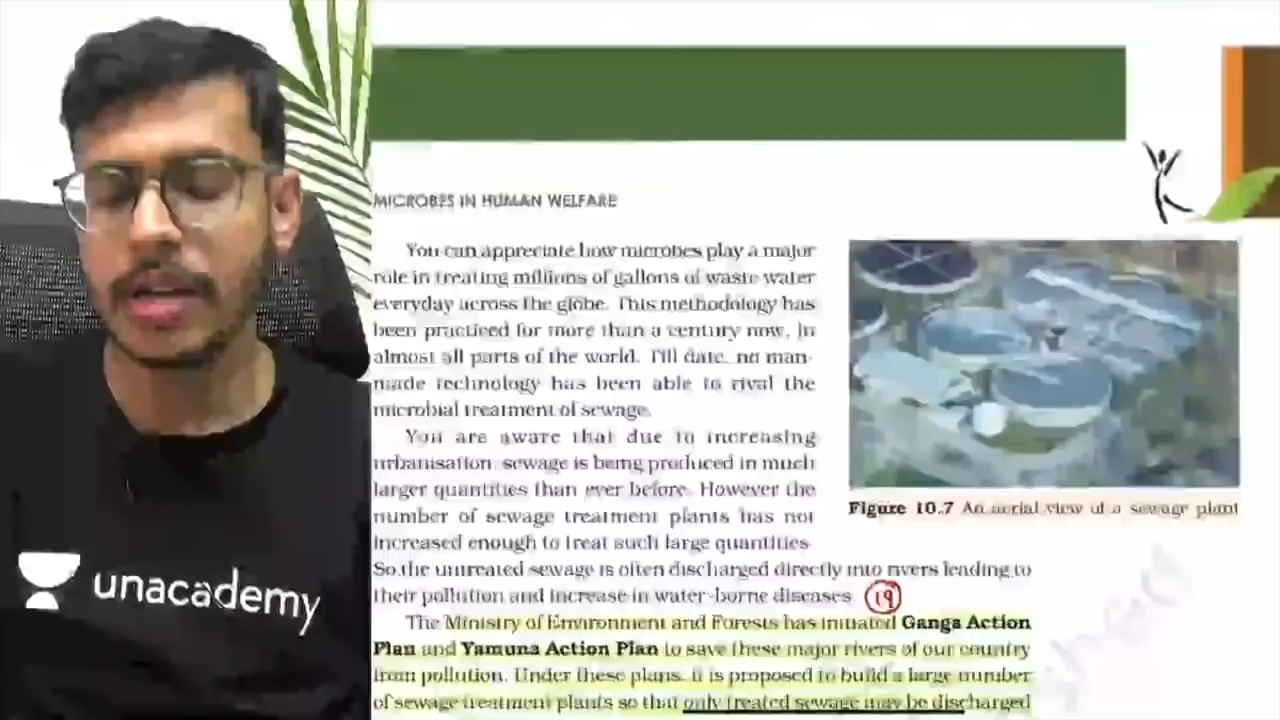 MICROBES IN HUMAN WELFARE
You can appreciate how microbes play a major
role in treating millions of gallons of waste water
everyday across the globe. This methodology has
been practiced for more than a century now, in
almost all parts of the world. Till date, no man-
made technology has been able to rival the
microbial treatment of sewage.
You are aware that due to increasing
urbanisation, sewage is being produced in much
larger quantities than ever before. However the
number of sewage treatment plants has not
increased enough to treat such large quantities.
So the untreated sewage is often discharged directly into rivers leading to
their pollution and increase in water-borne diseases.
19
The Ministry of Environment and Forests has initiated Ganga Action
Plan and Yamuna Action Plan to save these major rivers of our country
from pollution. Under these plans, it is proposed to build a large number
of sewage treatment plants so that only treated sewage may be discharged
Figure 10.7 An aerial view of a sewage plant
unacademy